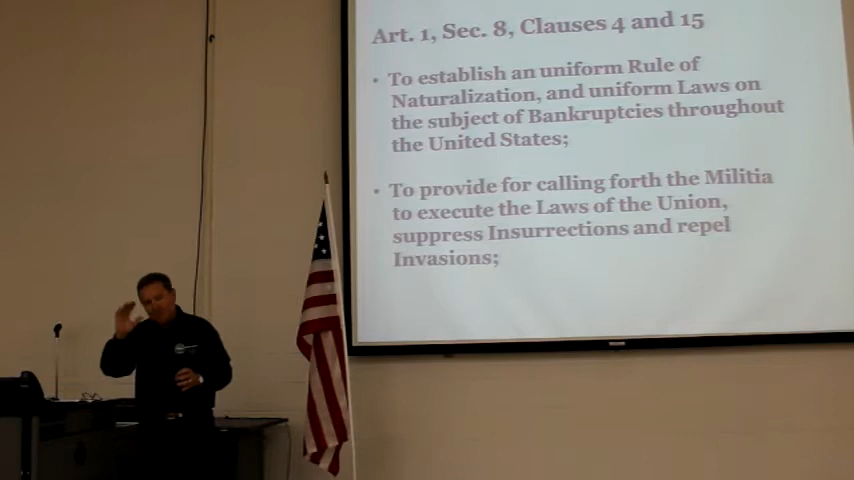 Art. 1, Sec. 8, Clauses 4 and 15
• To establish an uniform Rule of
Naturalization, and uniform Laws on
the subject of Bankruptcies throughout
the United States;
• To provide for calling forth the Militia
to execute the Laws of the Union,
suppress Insurrections and repel
Invasions;